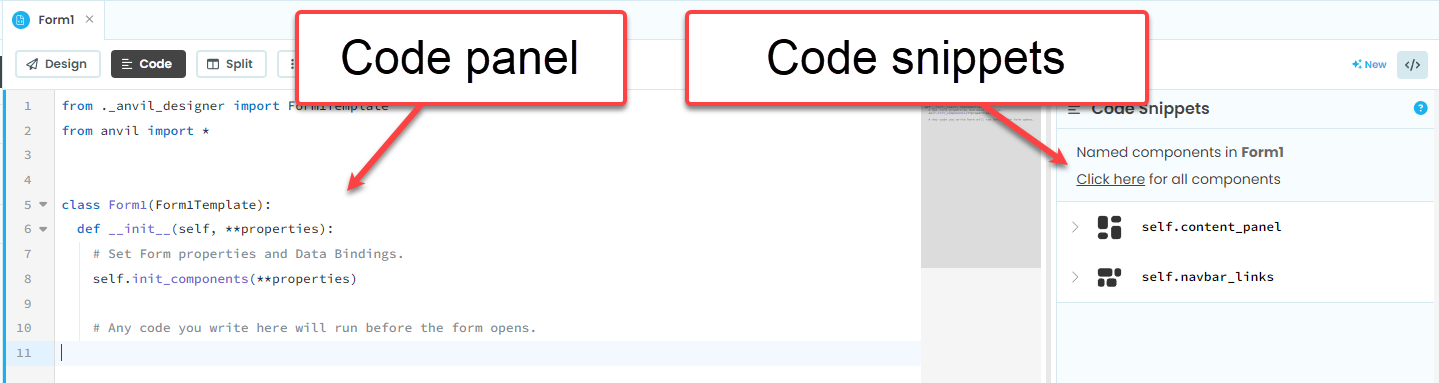 Form1
Code panel
Code snippets
Design
Code
Split
New
</>
1 from ._anvil_designer import Form1Template
2 from anvil import *
3
4
5 class Form1(Form1Template):
6 def __init__(self, **properties):
7 # Set Form properties and Data Bindings.
8 self.init_components(**properties)
9
10 # Any code you write here will run before the form opens.
11
Code Snippets
?
Named components in Form1
Click here for all components
self.content_panel
self.navbar_links